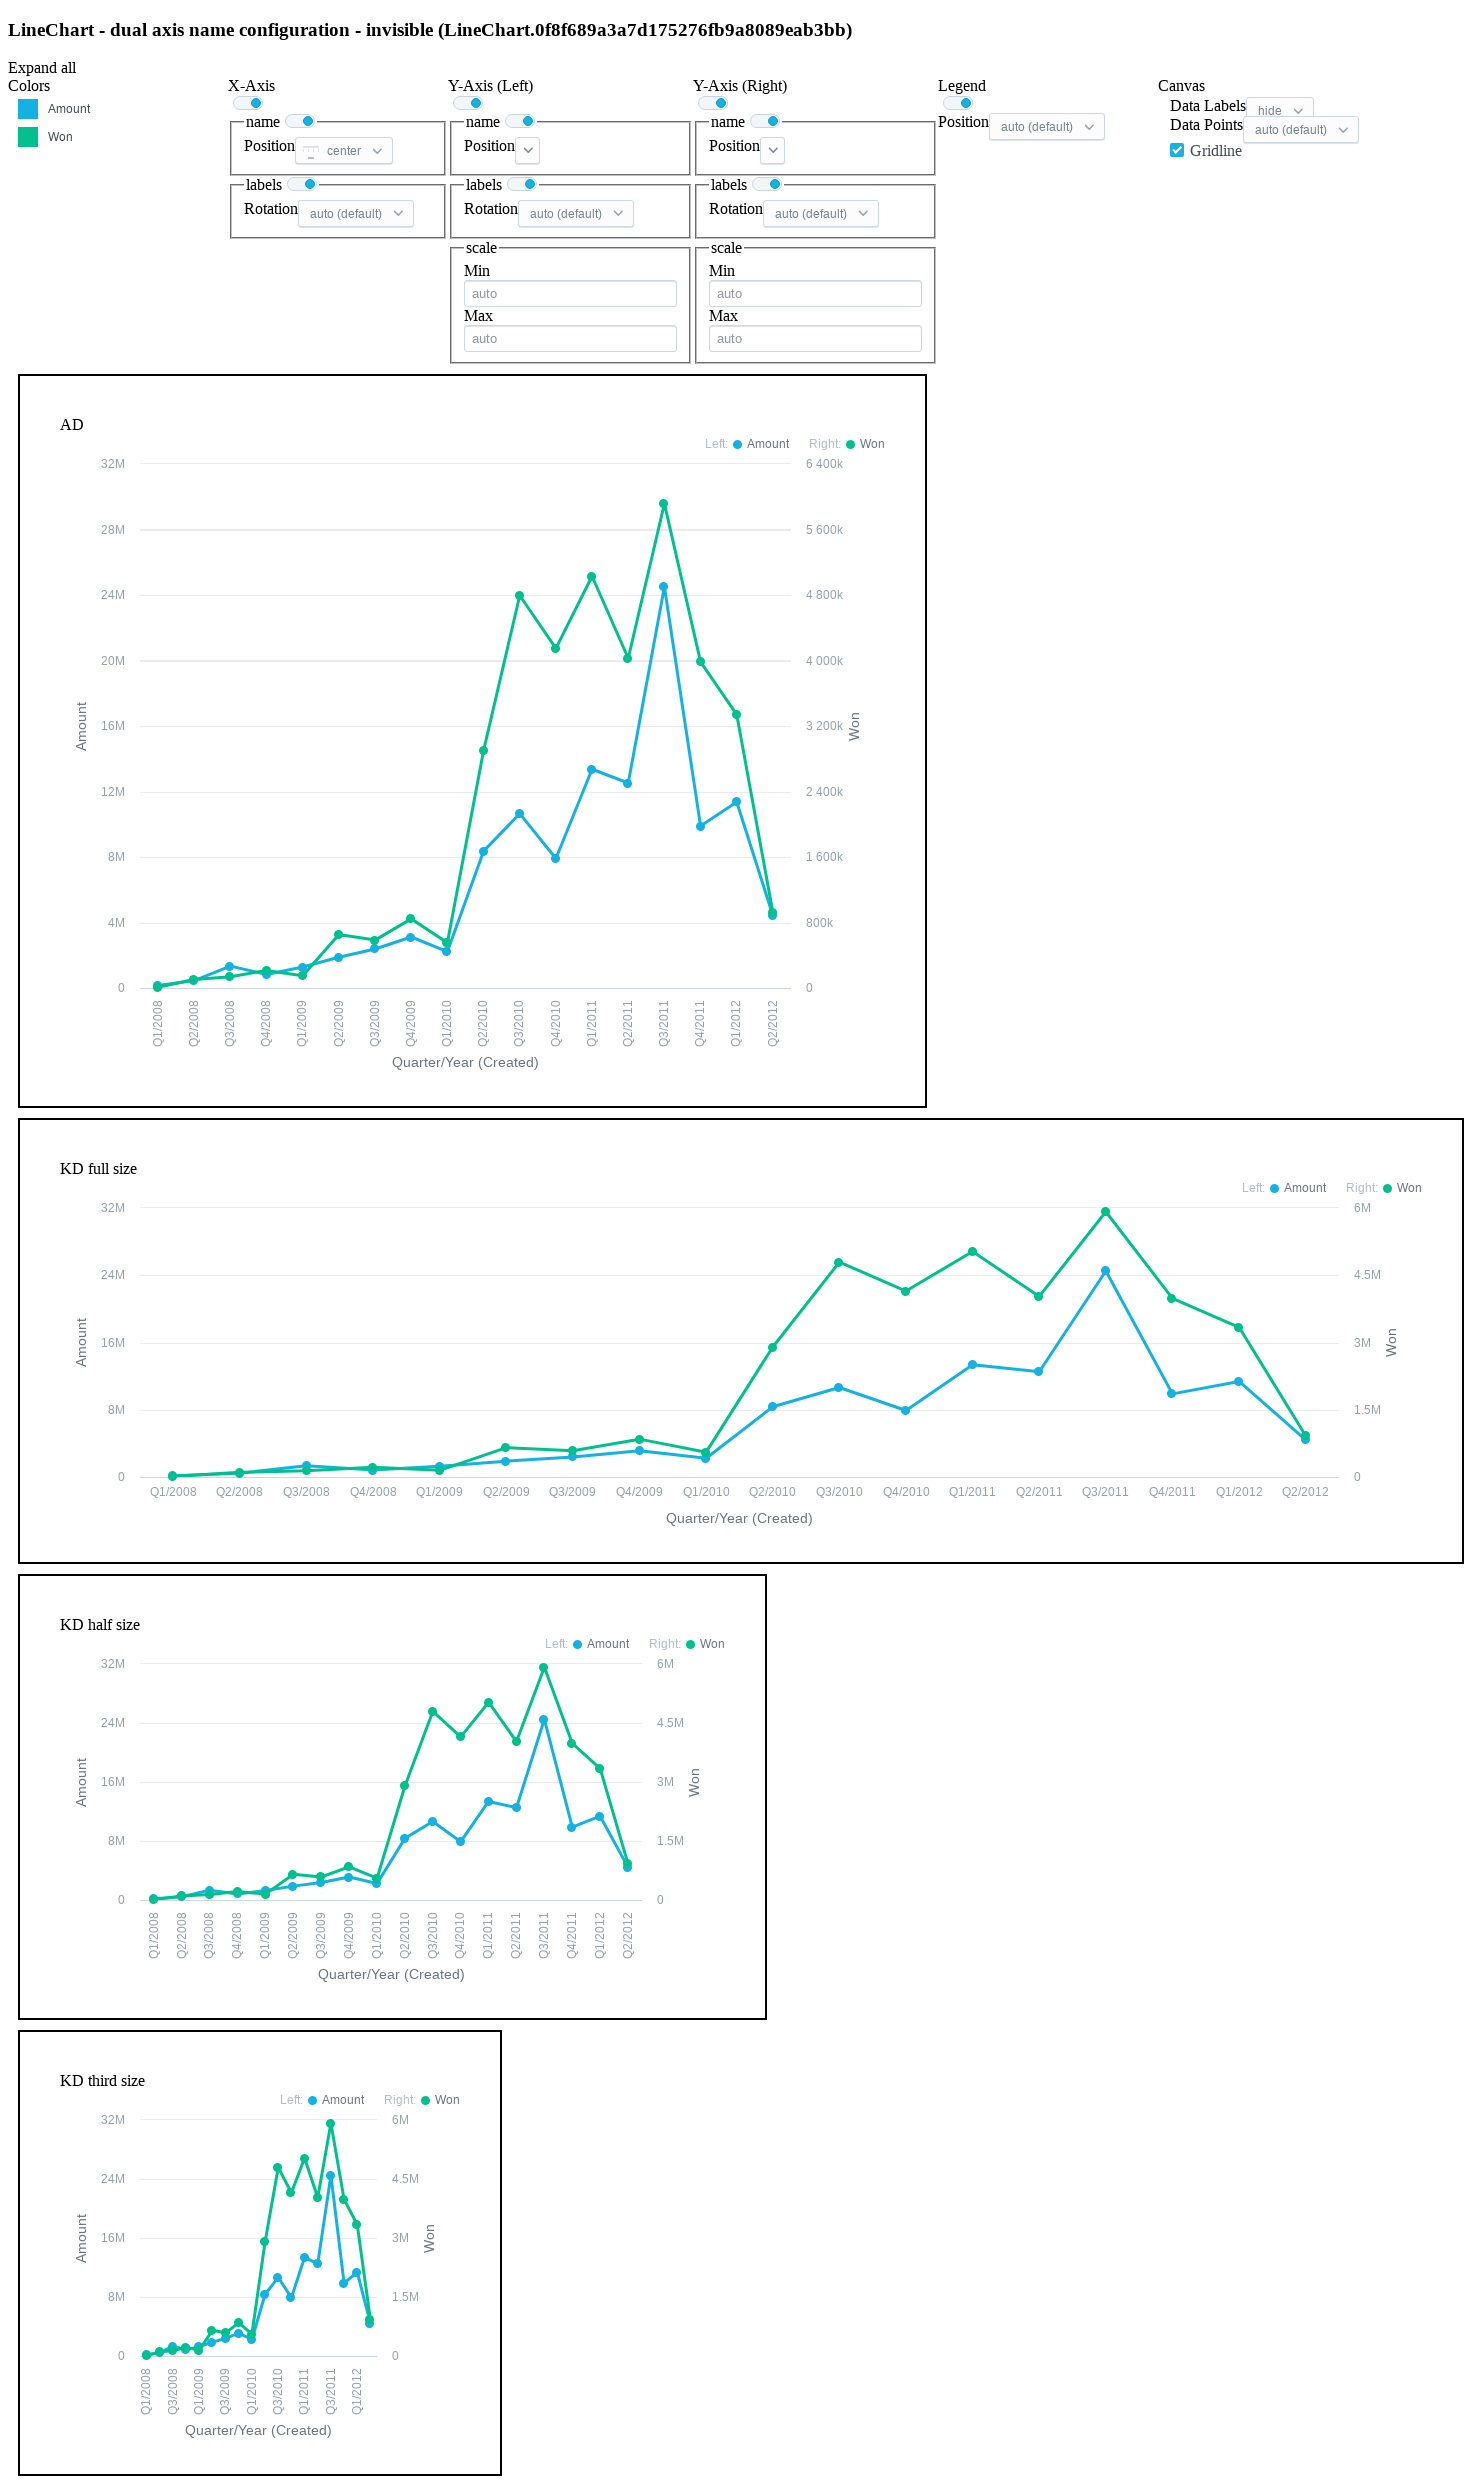 LineChart - dual axis name configuration - invisible (LineChart.0f8f689a3a7d175276fb9a8089eab3bb)
Expand all
Colors
Amount
Won
X-Axis
name
Position center
labels
Rotation auto (default)
Y-Axis (Left)
name
Position
labels
Rotation auto (default)
scale
Min
auto
Max
auto
Y-Axis (Right)
name
Position
labels
Rotation auto (default)
scale
Min
auto
Max
auto
Legend
Position auto (default)
Canvas
Data Labels hide
Data Points auto (default)
Gridline
AD
Left: Amount Right: Won
32M
28M
24M
20M
16M
12M
8M
4M
0
Amount
6 400k
5 600k
4 800k
4 000k
3 200k
2 400k
1 600k
800k
0
Won
Q1/2008 Q2/2008 Q3/2008 Q4/2008 Q1/2009 Q2/2009 Q3/2009 Q4/2009 Q1/2010 Q2/2010 Q3/2010 Q4/2010 Q1/2011 Q2/2011 Q3/2011 Q4/2011 Q1/2012 Q2/2012
Quarter/Year (Created)
KD full size
Left: Amount Right: Won
32M
24M
16M
8M
0
Amount
6M
4.5M
3M
1.5M
0
Won
Q1/2008 Q2/2008 Q3/2008 Q4/2008 Q1/2009 Q2/2009 Q3/2009 Q4/2009 Q1/2010 Q2/2010 Q3/2010 Q4/2010 Q1/2011 Q2/2011 Q3/2011 Q4/2011 Q1/2012 Q2/2012
Quarter/Year (Created)
KD half size
Left: Amount Right: Won
32M
24M
16M
8M
0
Amount
6M
4.5M
3M
1.5M
0
Won
Q1/2008 Q2/2008 Q3/2008 Q4/2008 Q1/2009 Q2/2009 Q3/2009 Q4/2009 Q1/2010 Q2/2010 Q3/2010 Q4/2010 Q1/2011 Q2/2011 Q3/2011 Q4/2011 Q1/2012 Q2/2012
Quarter/Year (Created)
KD third size
Left: Amount Right: Won
32M
24M
16M
8M
0
Amount
6M
4.5M
3M
1.5M
0
Won
Q1/2008 Q3/2008 Q1/2009 Q3/2009 Q1/2010 Q3/2010 Q1/2011 Q3/2011 Q1/2012
Quarter/Year (Created)